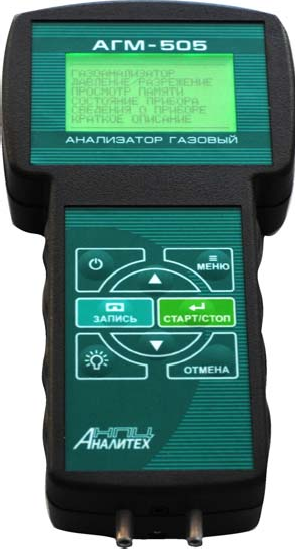 АГМ-505
ГАЗОАНАЛИЗАТОР
ДАВЛЕНИЕ/РАЗРЕЖЕНИЕ
ПРОСМОТР ПАМЯТИ
СОСТОЯНИЕ ПРИБОРА
СВЕДЕНИЯ О ПРИБОРЕ
КРАТКОЕ ОПИСАНИЕ
АНАЛИЗАТОР ГАЗОВЫЙ
МЕНЮ
ЗАПИСЬ
СТАРТ/СТОП
ОТМЕНА
НПЦ
АНАЛИТЕХ